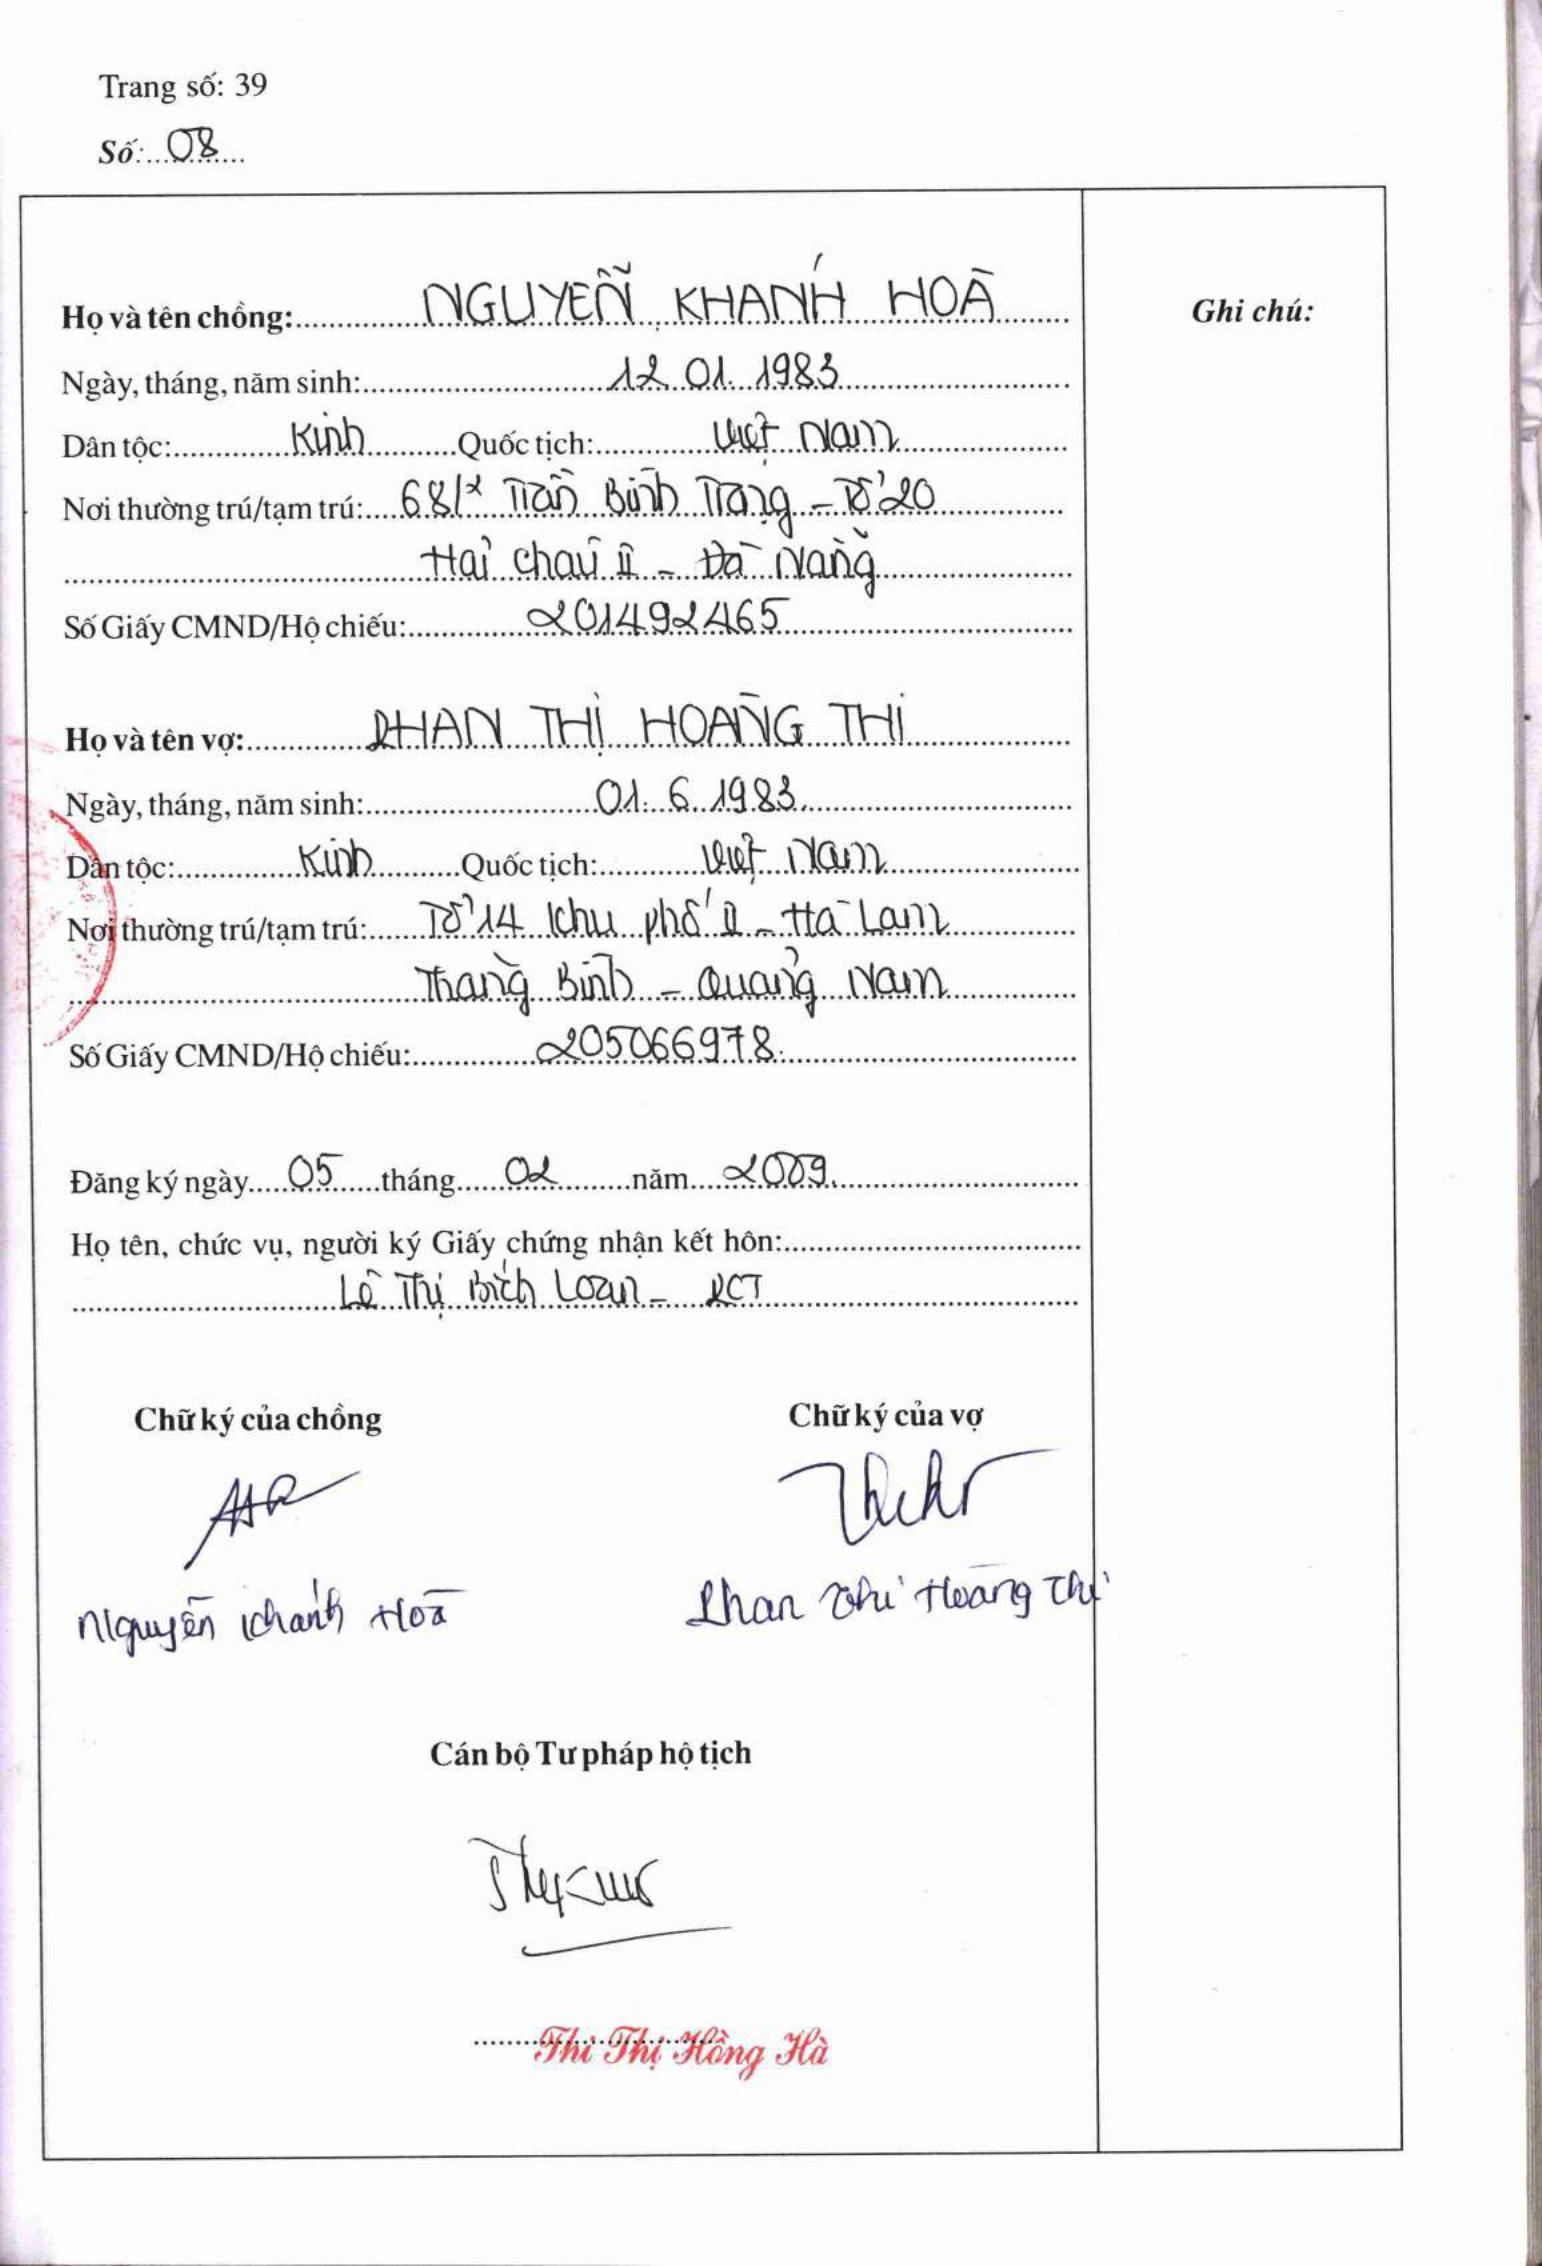 Trang số: 39
Số: 08
Họ và tên chồng: NGUYỄN KHÁNH HOÀ
Ghi chú:
Ngày, tháng, năm sinh: 12.01.1983
Dân tộc: Kinh Quốc tịch: Việt Nam
Nơi thường trú/tạm trú: 68/2 Trần Bình Trọng - Tổ 20
Hải Châu II - Đà Nẵng
Số Giấy CMND/Hộ chiếu: 201492465
Họ và tên vợ: PHAN THỊ HOÀNG THI
Ngày, tháng, năm sinh: 01.6.1983
Dân tộc: Kinh Quốc tịch: Việt Nam
Nơi thường trú/tạm trú: Tổ 14 Khu phố II - Hà Lam
Thăng Bình - Quảng Nam
Số Giấy CMND/Hộ chiếu: 205066978
Đăng ký ngày 05 tháng 02 năm 2009
Họ tên, chức vụ, người ký Giấy chứng nhận kết hôn:
Lê Thị Bích Loan - PCT
Chữ ký của chồng Chữ ký của vợ
Nguyễn Khánh Hoà Phan Thi Hoàng Thi
Cán bộ Tư pháp hộ tịch
Thi Thị Hồng Hà